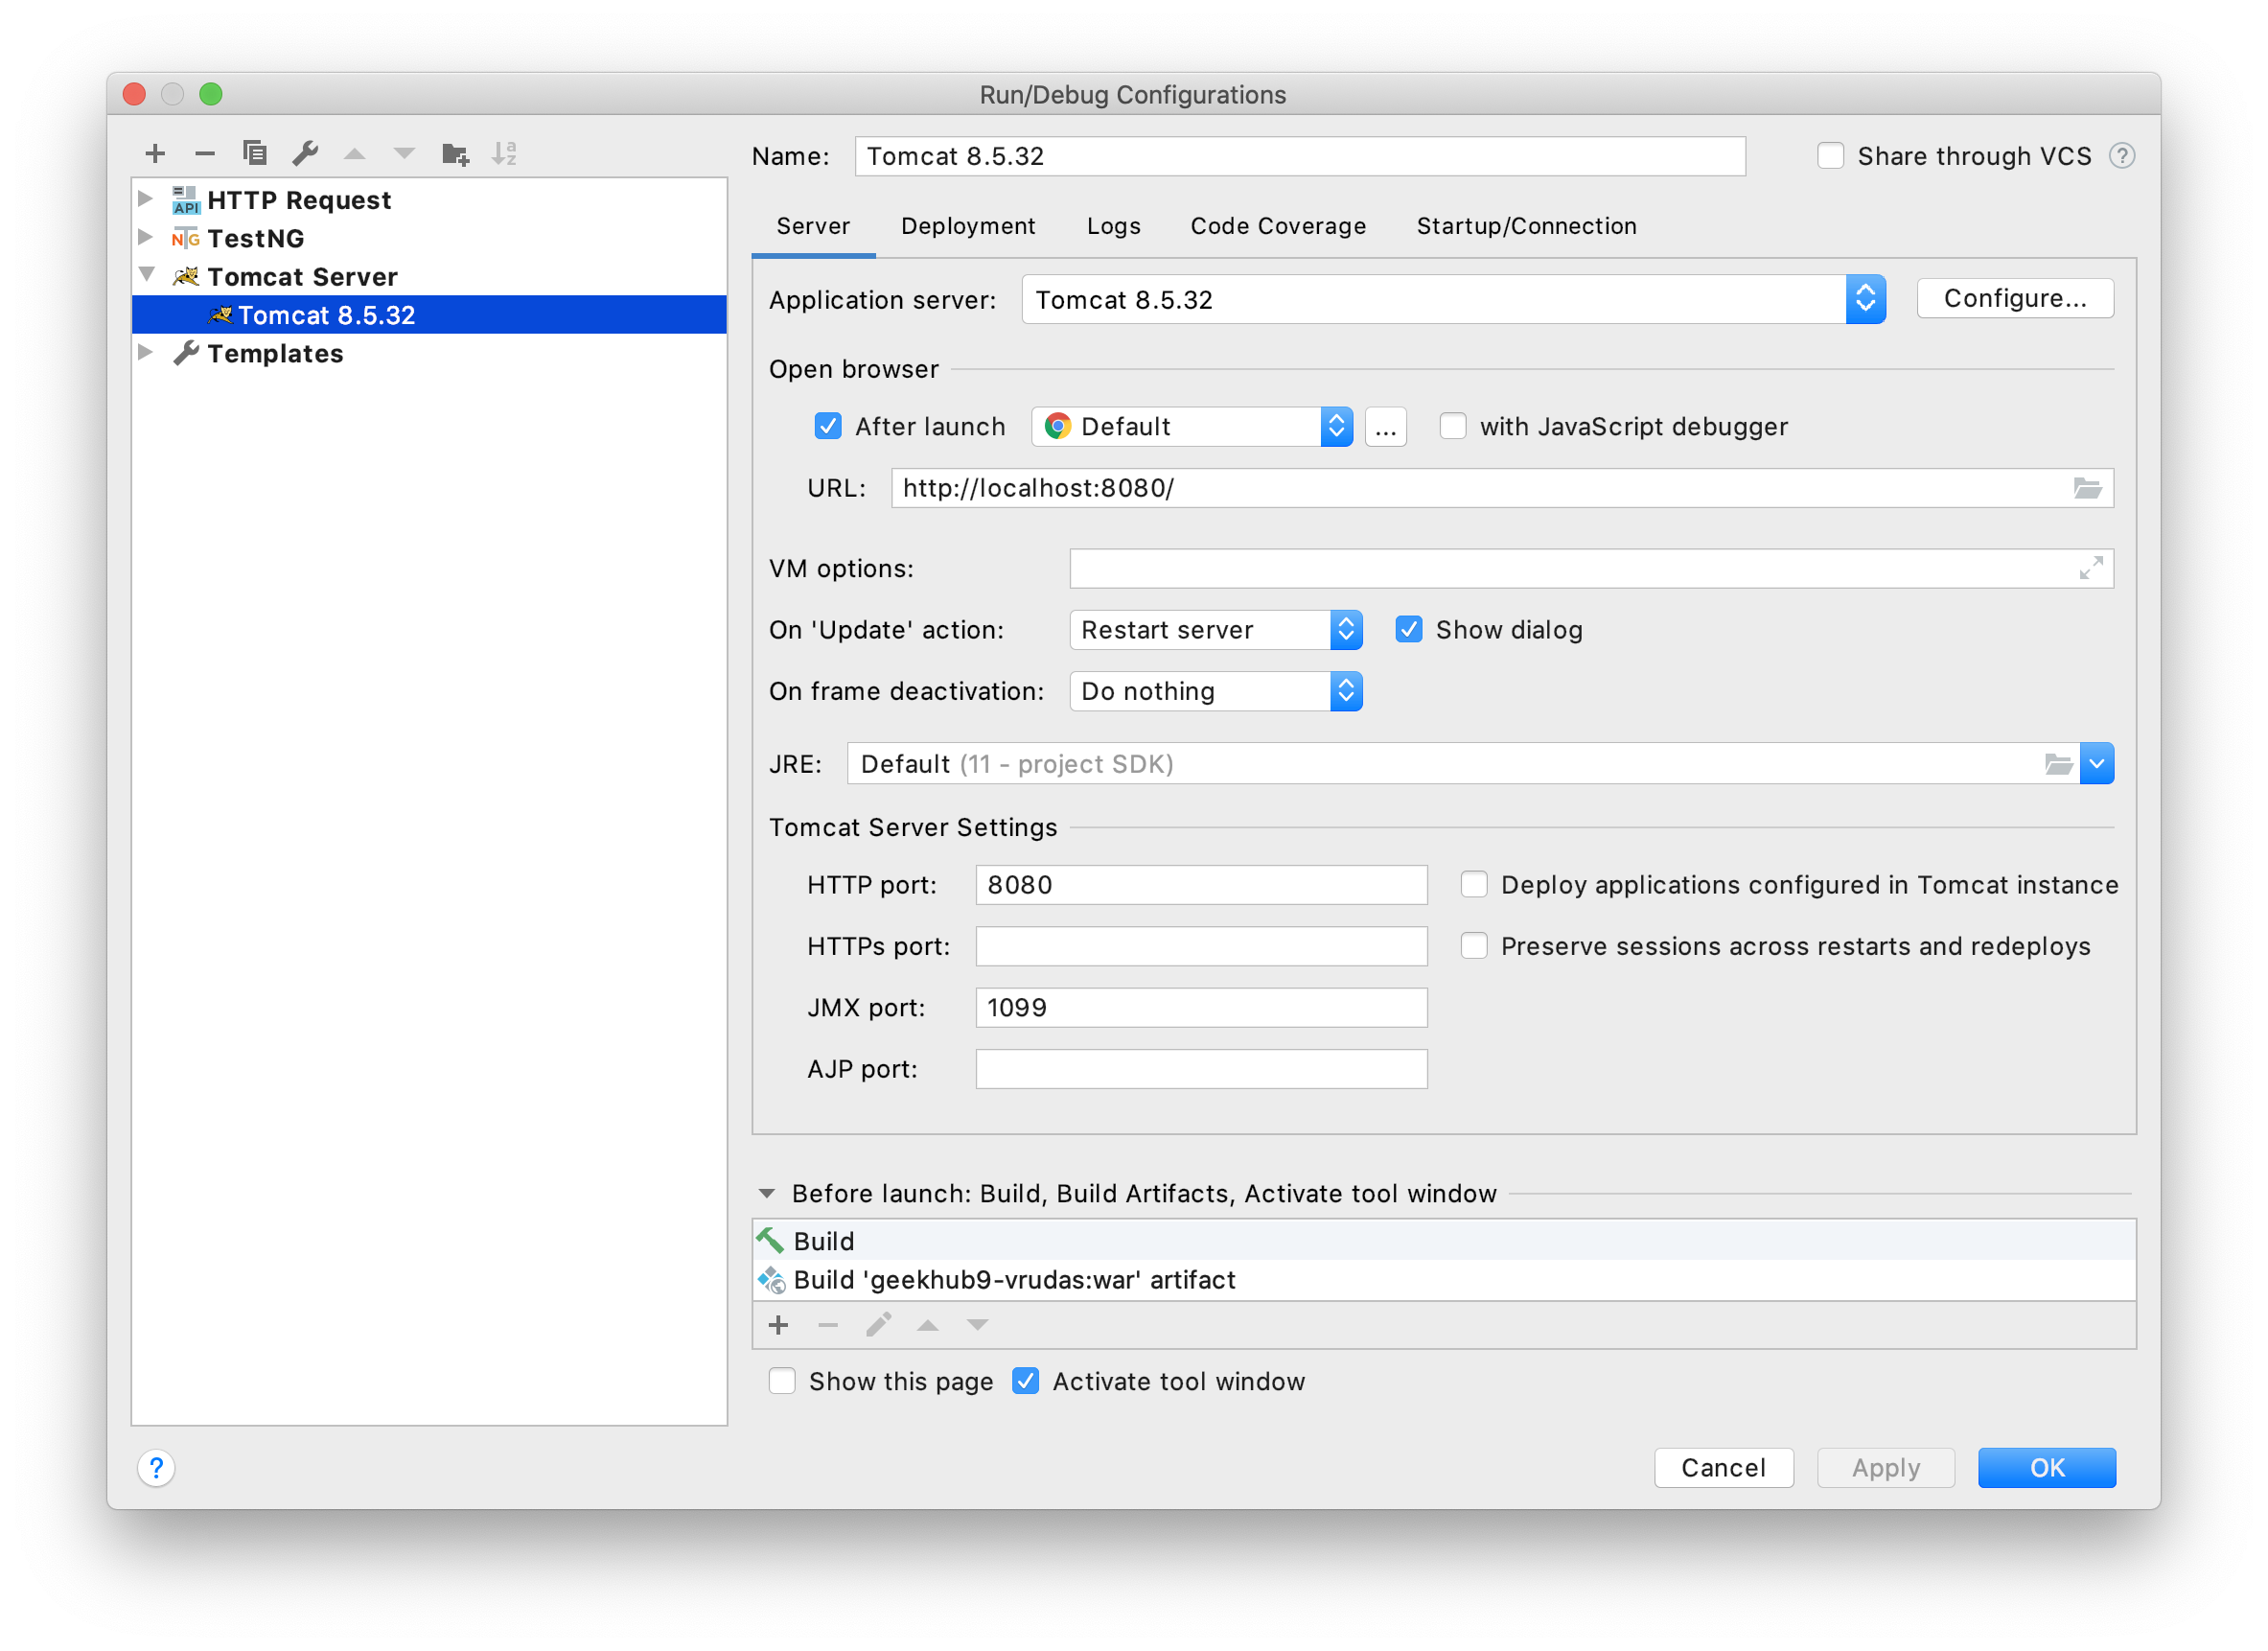 Run/Debug Configurations
Name: Tomcat 8.5.32 Share through VCS ?
API HTTP Request
NTG TestNG
Tomcat Server
Tomcat 8.5.32
Templates
Server Deployment Logs Code Coverage Startup/Connection
Application server: Tomcat 8.5.32 Configure...
Open browser
After launch Default ... with JavaScript debugger
URL: http://localhost:8080/
VM options:
On 'Update' action: Restart server Show dialog
On frame deactivation: Do nothing
JRE: Default (11 - project SDK)
Tomcat Server Settings
HTTP port: 8080 Deploy applications configured in Tomcat instance
HTTPs port: Preserve sessions across restarts and redeploys
JMX port: 1099
AJP port:
Before launch: Build, Build Artifacts, Activate tool window
Build
Build 'geekhub9-vrudas:war' artifact
Show this page Activate tool window
? Cancel Apply OK